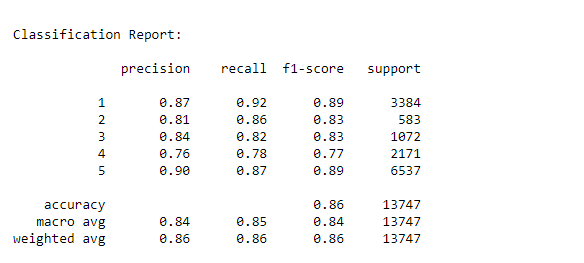 Classification Report:
precision recall f1-score support
1 0.87 0.92 0.89 3384
2 0.81 0.86 0.83 583
3 0.84 0.82 0.83 1072
4 0.76 0.78 0.77 2171
5 0.90 0.87 0.89 6537
accuracy 0.86 13747
macro avg 0.84 0.85 0.84 13747
weighted avg 0.86 0.86 0.86 13747